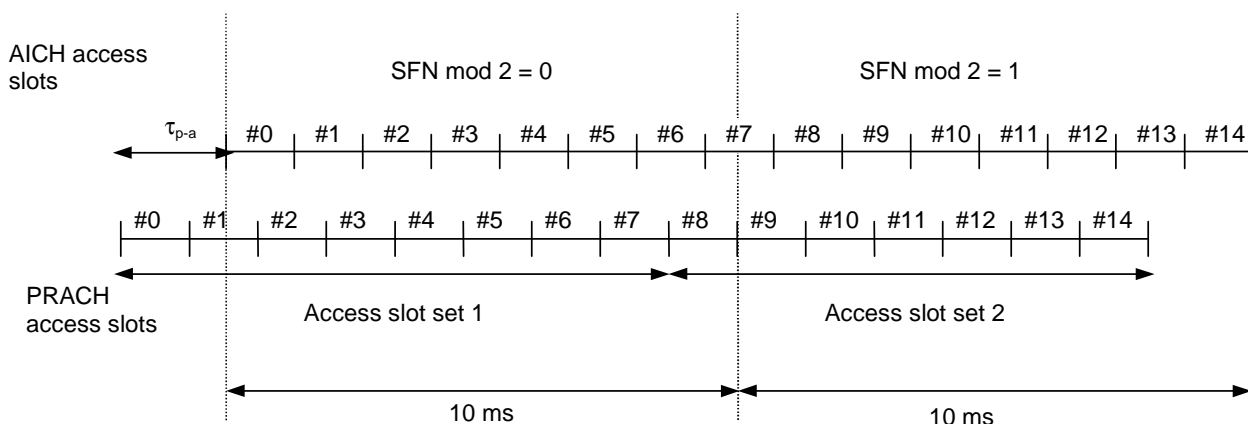 AICH access
slots
SFN mod 2 = 0
SFN mod 2 = 1
τp-a
#0 #1 #2 #3 #4 #5 #6 #7 #8 #9 #10 #11 #12 #13 #14
#0 #1 #2 #3 #4 #5 #6 #7 #8 #9 #10 #11 #12 #13 #14
PRACH
access slots
Access slot set 1
Access slot set 2
10 ms
10 ms